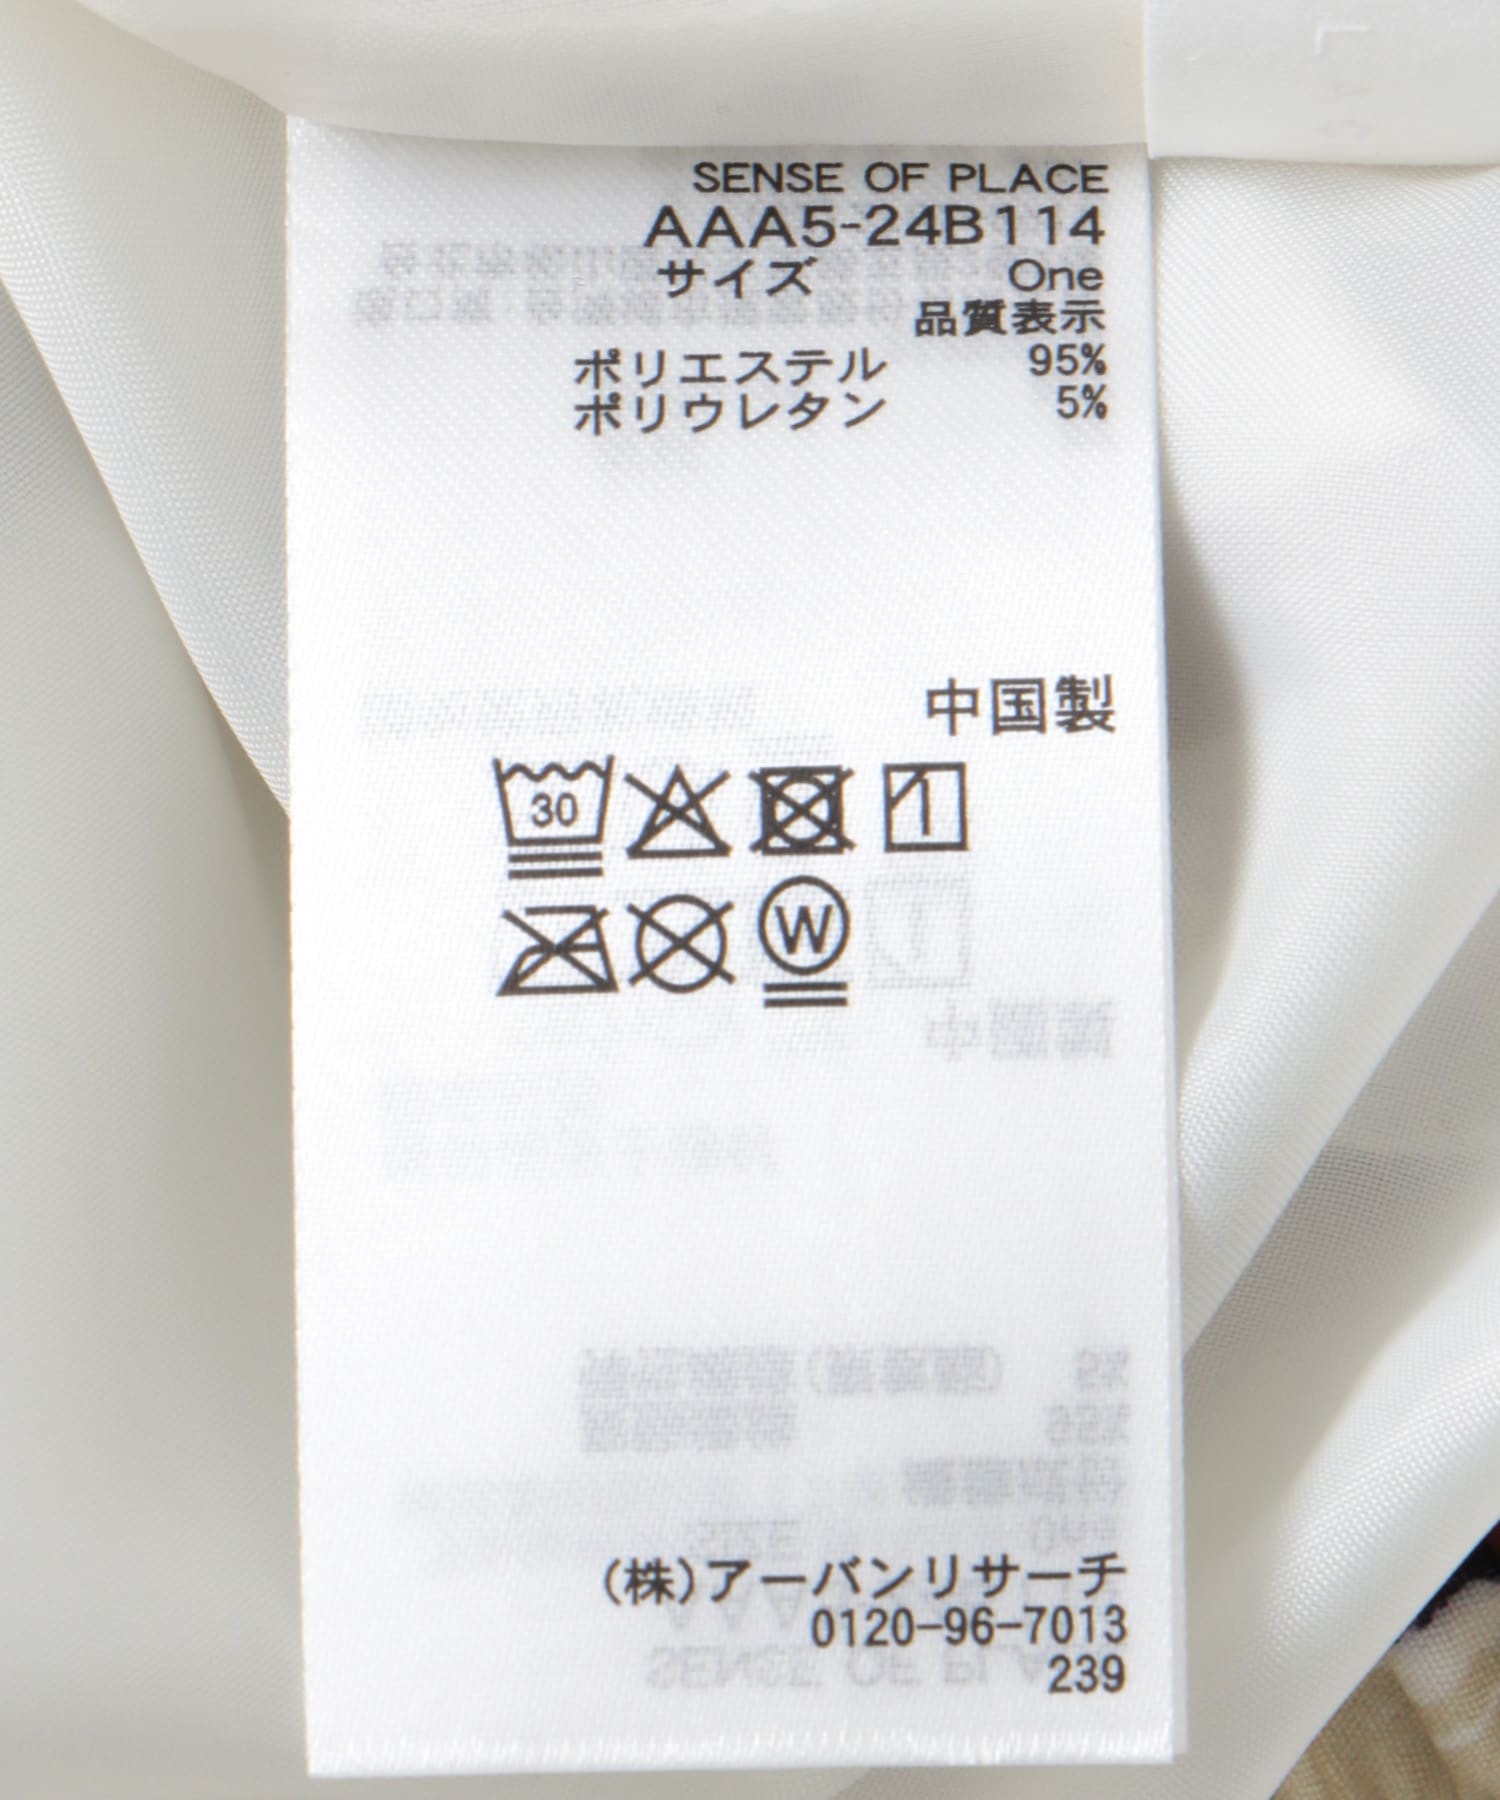 SENSE OF PLACE
AAA5-24B114
サイズ One
品質表示
ポリエステル 95%
ポリウレタン 5%
中国製
30
W
(株)アーバンリサーチ
0120-96-7013
239